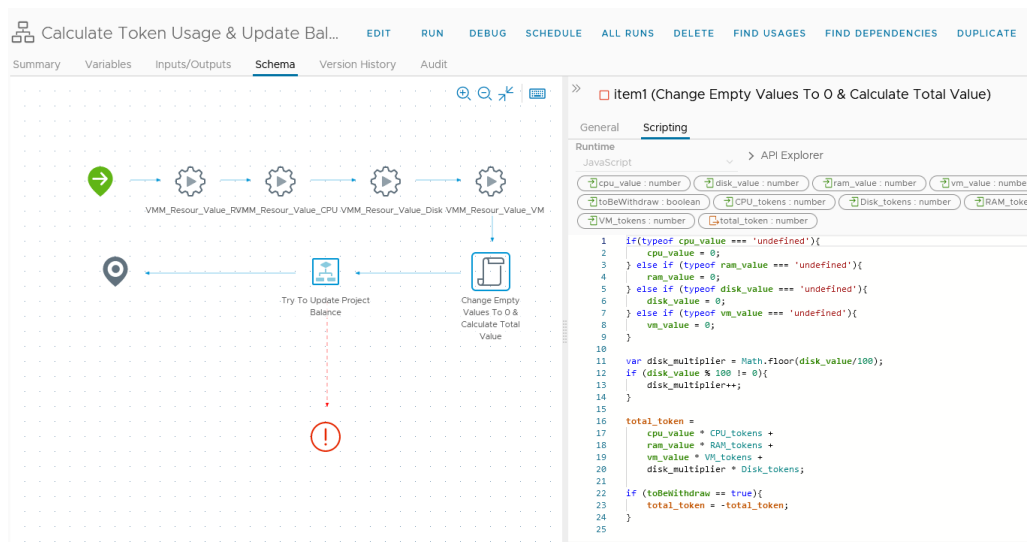 Calculate Token Usage & Update Bal...
EDIT RUN DEBUG SCHEDULE ALL RUNS DELETE FIND USAGES FIND DEPENDENCIES DUPLICATE
Summary Variables Inputs/Outputs Schema Version History Audit
item1 (Change Empty Values To 0 & Calculate Total Value)
General Scripting
Runtime
JavaScript
API Explorer
cpu_value : number disk_value : number ram_value : number vm_value : numbe
toBeWithdraw : boolean CPU_tokens : number Disk_tokens : number RAM_toke
VM_tokens : number total_token : number
VMM_Resour_Value_R VMM_Resour_Value_CPU VMM_Resour_Value_Disk VMM_Resour_Value_VM
Try To Update Project
Balance
Change Empty
Values To 0 &
Calculate Total
Value
1 if(typeof cpu_value === 'undefined'){
2 cpu_value = 0;
3 } else if (typeof ram_value === 'undefined'){
4 ram_value = 0;
5 } else if (typeof disk_value === 'undefined'){
6 disk_value = 0;
7 } else if (typeof vm_value === 'undefined'){
8 vm_value = 0;
9 }
10
11 var disk_multiplier = Math.floor(disk_value/100);
12 if (disk_value % 100 != 0){
13 disk_multiplier++;
14 }
15
16 total_token =
17 cpu_value * CPU_tokens +
18 ram_value * RAM_tokens +
19 vm_value * VM_tokens +
20 disk_multiplier * Disk_tokens;
21
22 if (toBeWithdraw == true){
23 total_token = -total_token;
24 }
25